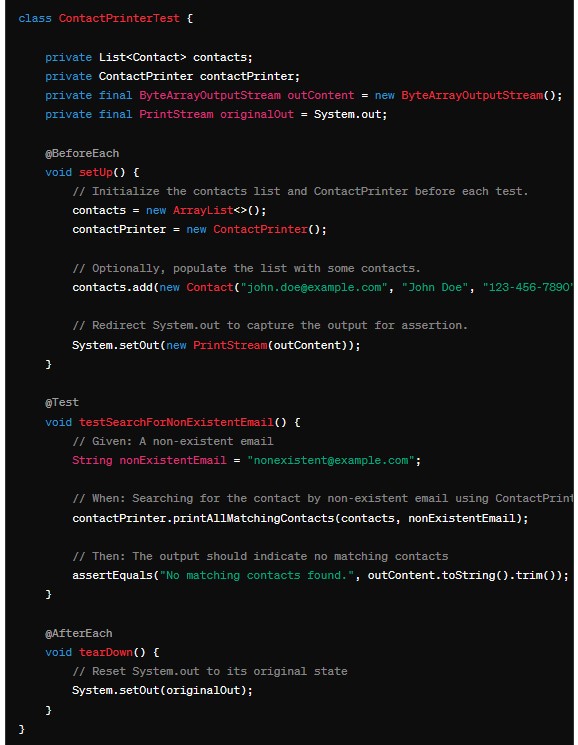 class ContactPrinterTest {
    private List<Contact> contacts;
    private ContactPrinter contactPrinter;
    private final ByteArrayOutputStream outContent = new ByteArrayOutputStream();
    private final PrintStream originalOut = System.out;
    @BeforeEach
    void setUp() {
        // Initialize the contacts list and ContactPrinter before each test.
        contacts = new ArrayList<>();
        contactPrinter = new ContactPrinter();
        // Optionally, populate the list with some contacts.
        contacts.add(new Contact("john.doe@example.com", "John Doe", "123-456-7890"
        // Redirect System.out to capture the output for assertion.
        System.setOut(new PrintStream(outContent));
    }
    @Test
    void testSearchForNonExistentEmail() {
        // Given: A non-existent email
        String nonExistentEmail = "nonexistent@example.com";
        // When: Searching for the contact by non-existent email using ContactPrint
        contactPrinter.printAllMatchingContacts(contacts, nonExistentEmail);
        // Then: The output should indicate no matching contacts
        assertEquals("No matching contacts found.", outContent.toString().trim());
    }
    @AfterEach
    void tearDown() {
        // Reset System.out to its original state
        System.setOut(originalOut);
    }
}